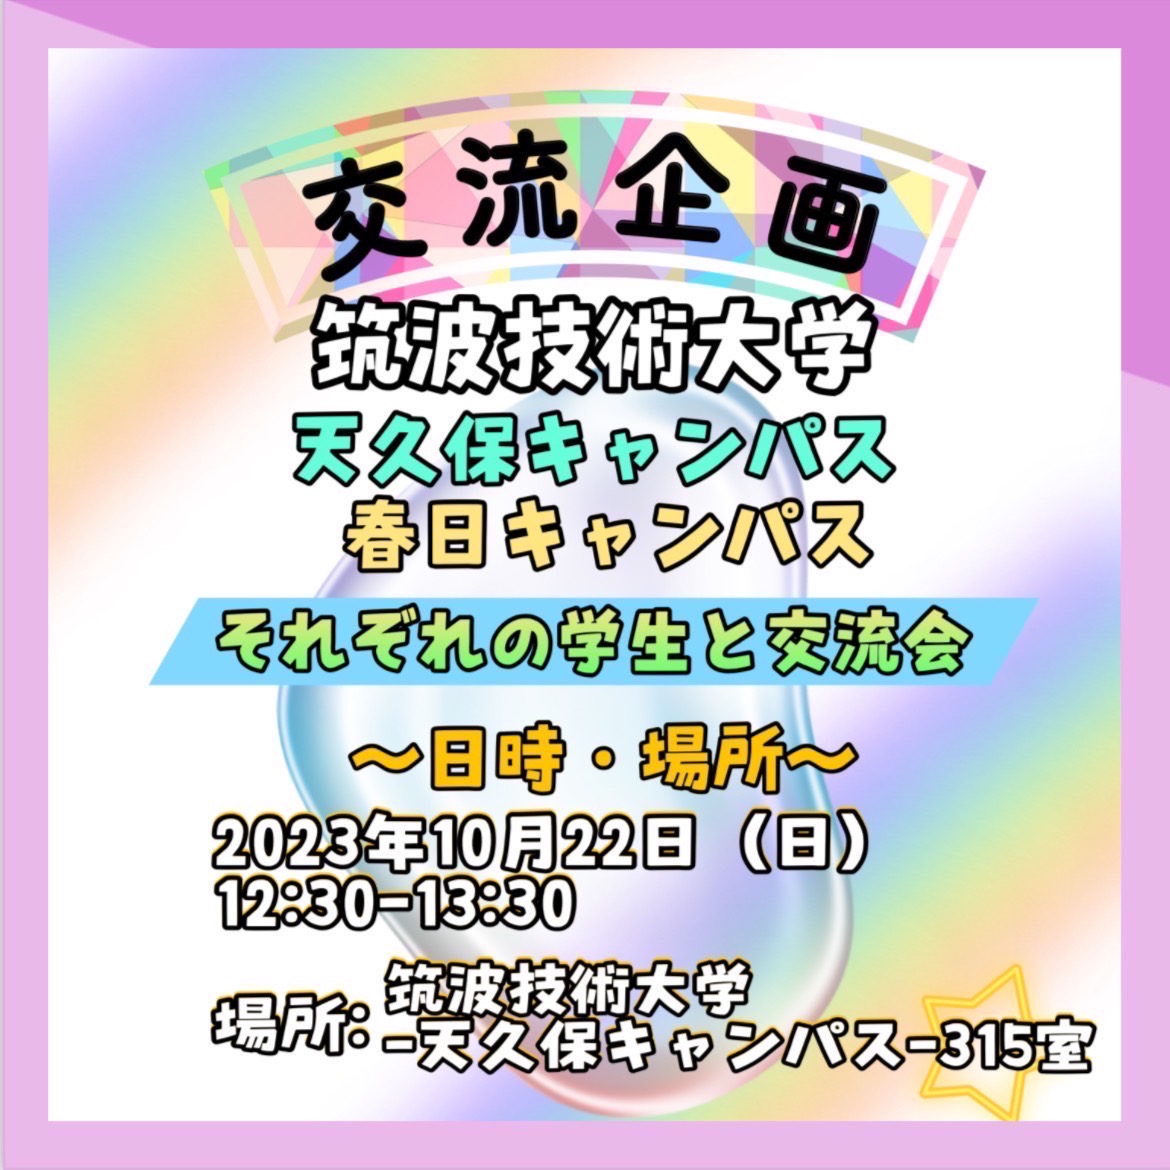 交流企画
筑波技術大学
天久保キャンパス
春日キャンパス
それぞれの学生と交流会
〜日時・場所〜
2023年10月22日（日）
12:30-13:30
場所:筑波技術大学
-天久保キャンパス-315室